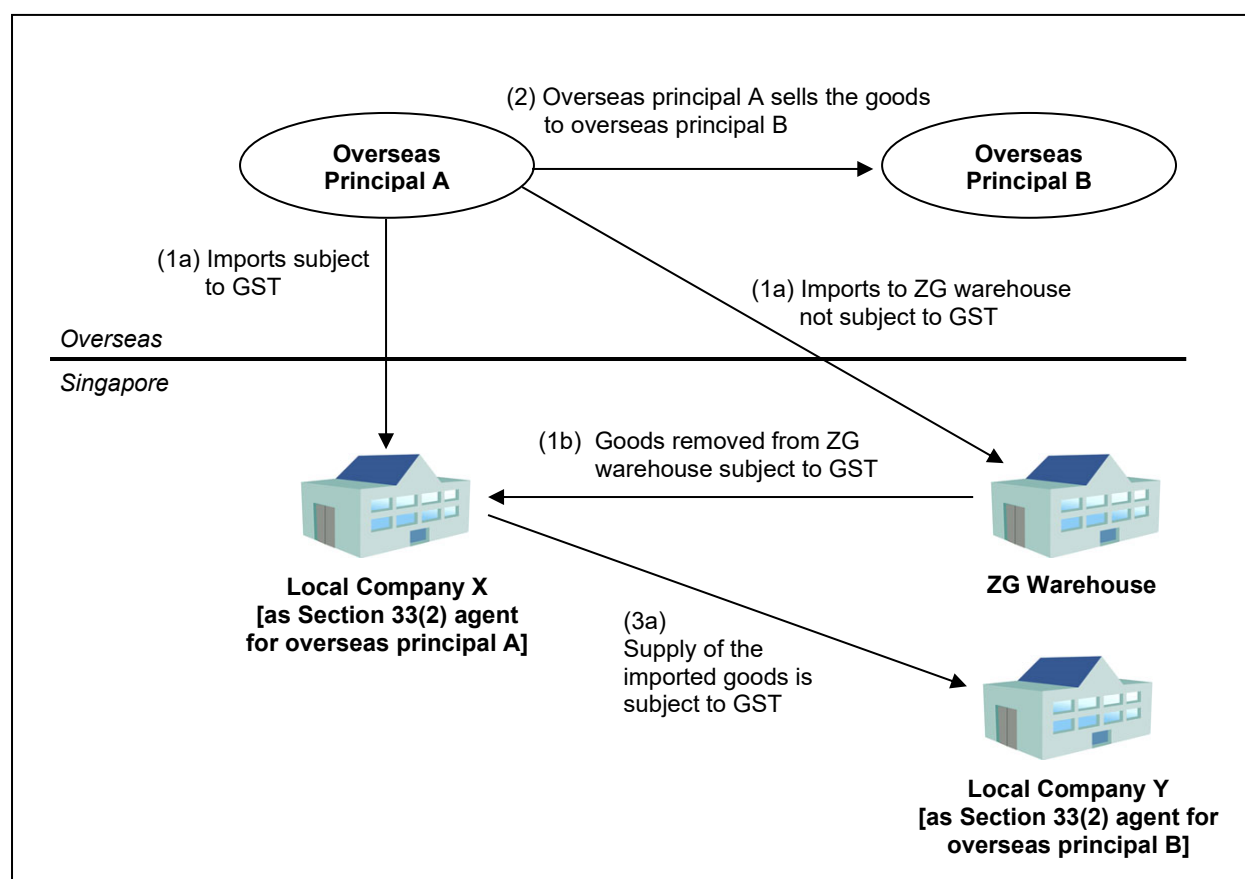 (2) Overseas principal A sells the goods
to overseas principal B
Overseas
Principal A
Overseas
Principal B
(1a) Imports subject
to GST
(1a) Imports to ZG warehouse
not subject to GST
Overseas
Singapore
(1b) Goods removed from ZG
warehouse subject to GST
Local Company X
[as Section 33(2) agent
for overseas principal A]
ZG Warehouse
(3a)
Supply of the
imported goods is
subject to GST
Local Company Y
[as Section 33(2) agent for
overseas principal B]